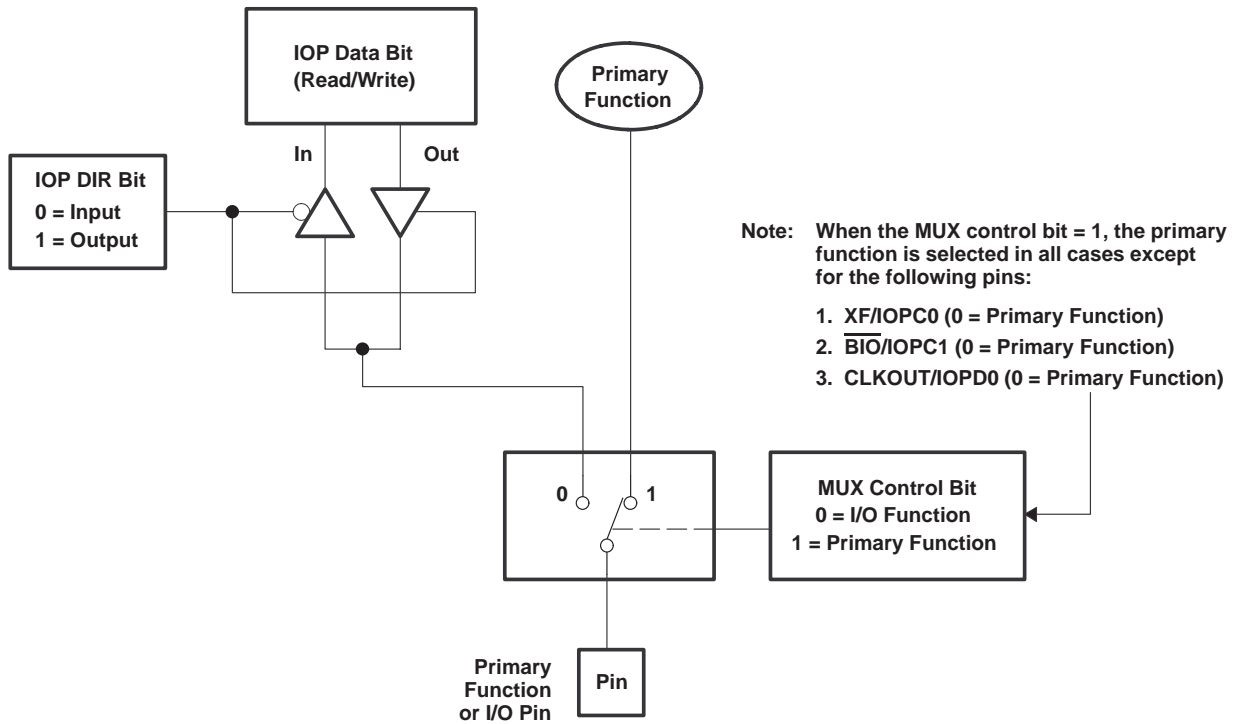 IOP Data Bit
(Read/Write)
Primary
Function
In
Out
IOP DIR Bit
0 = Input
1 = Output
Note: When the MUX control bit = 1, the primary
function is selected in all cases except
for the following pins:
1. XF/IOPC0 (0 = Primary Function)
2. B̅I̅O̅/IOPC1 (0 = Primary Function)
3. CLKOUT/IOPD0 (0 = Primary Function)
0
1
MUX Control Bit
0 = I/O Function
1 = Primary Function
Primary
Function
or I/O Pin
Pin